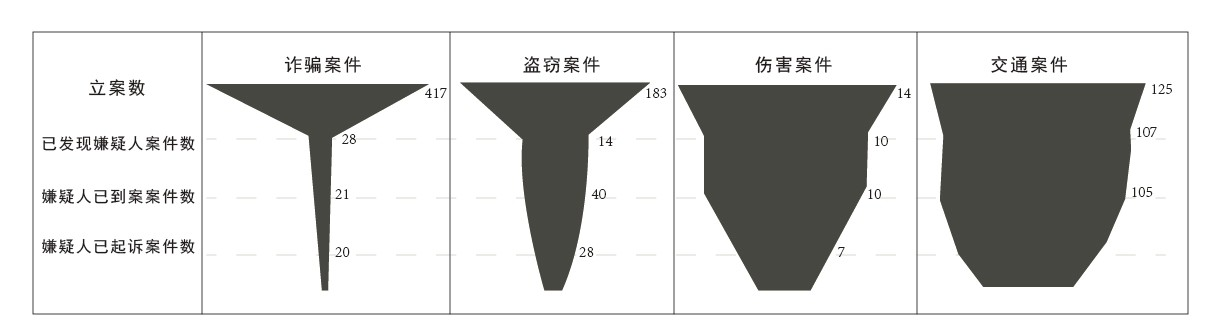 诈骗案件 盗窃案件 伤害案件 交通案件
立案数 417 183 14 125
已发现嫌疑人案件数 28 14 10 107
嫌疑人已到案案件数 21 40 10 105
嫌疑人已起诉案件数 20 28 7